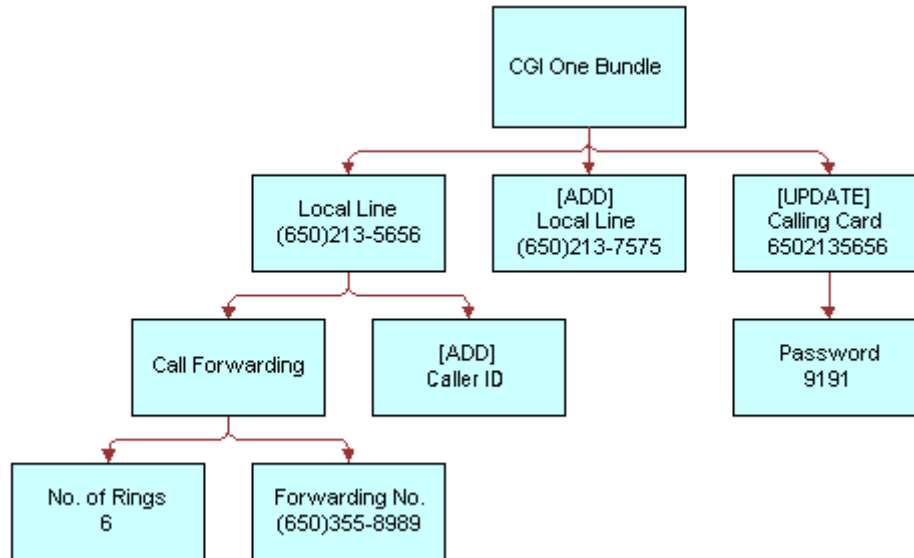 CGI One Bundle
Local Line
(650)213-5656
[ADD]
Local Line
(650)213-7575
[UPDATE]
Calling Card
6502135656
Call Forwarding
[ADD]
Caller ID
Password
9191
No. of Rings
6
Forwarding No.
(650)355-8989